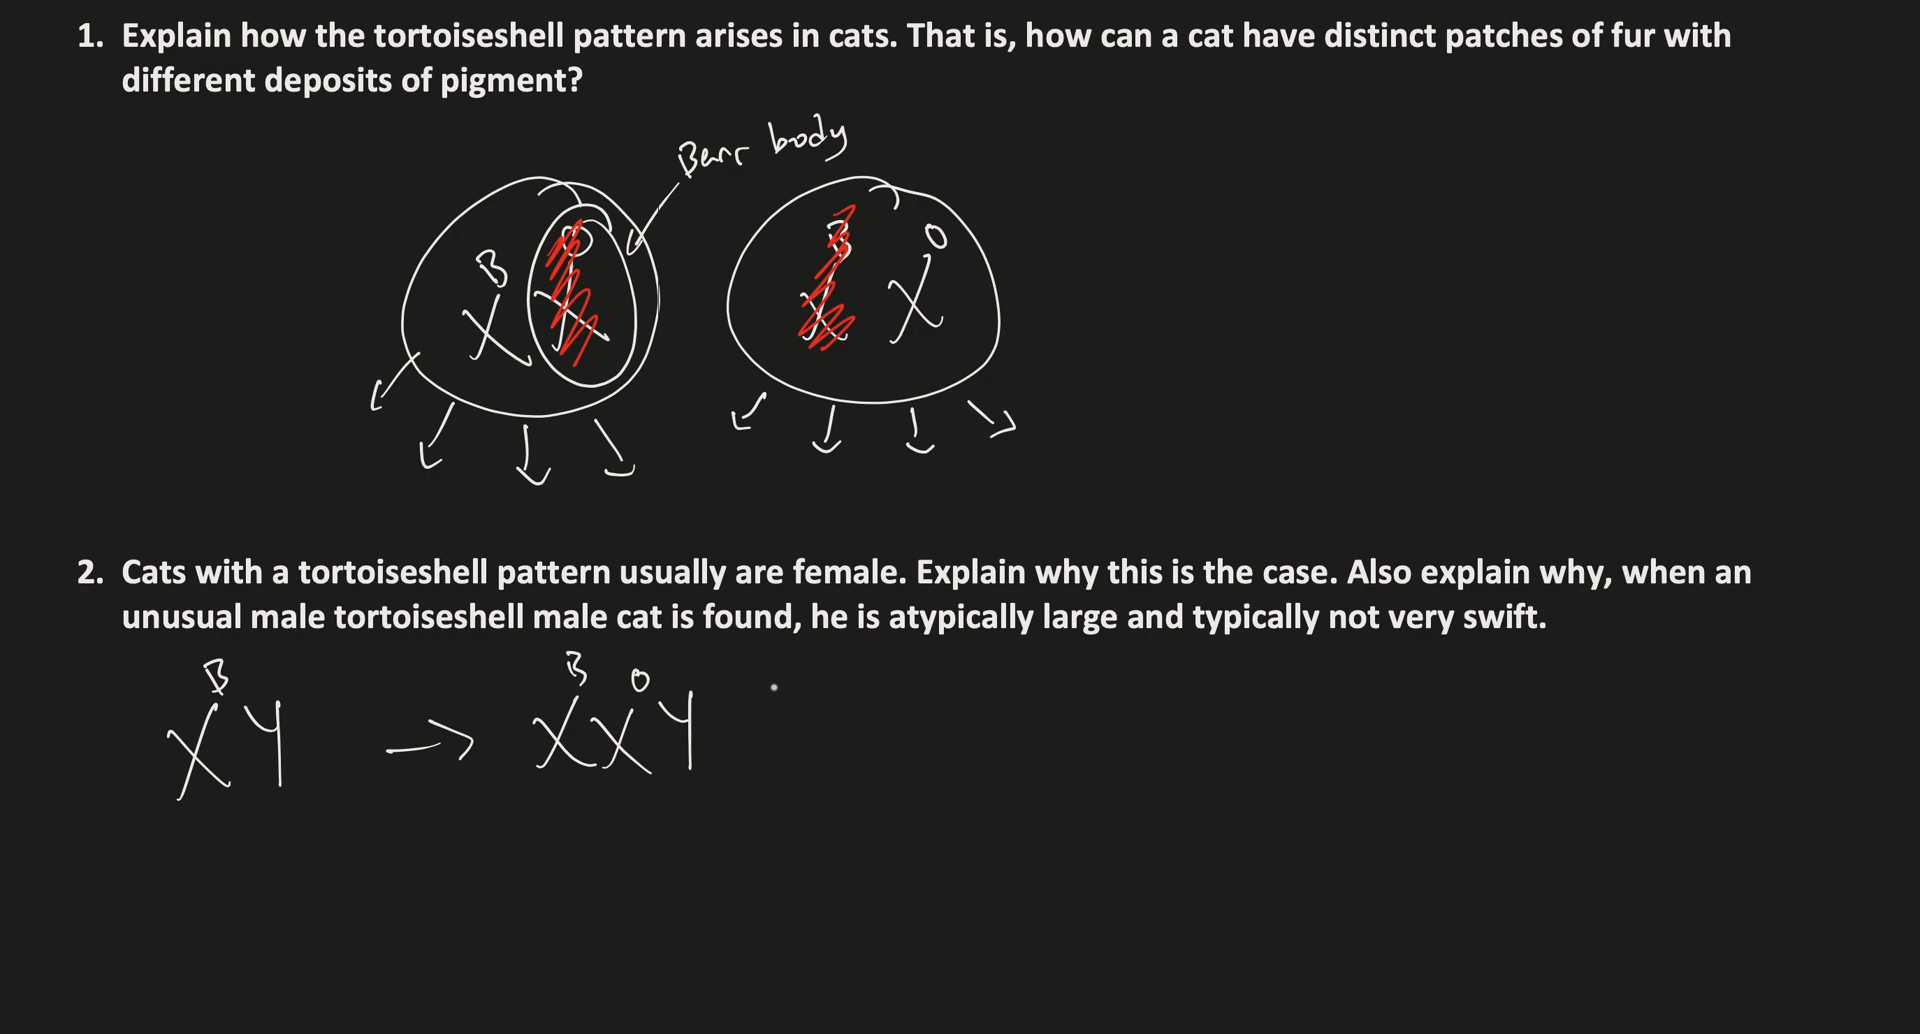 1. Explain how the tortoiseshell pattern arises in cats. That is, how can a cat have distinct patches of fur with
different deposits of pigment?
Barr body
B O B O
X X X X
2. Cats with a tortoiseshell pattern usually are female. Explain why this is the case. Also explain why, when an
unusual male tortoiseshell male cat is found, he is atypically large and typically not very swift.
B B O
X Y → X X Y